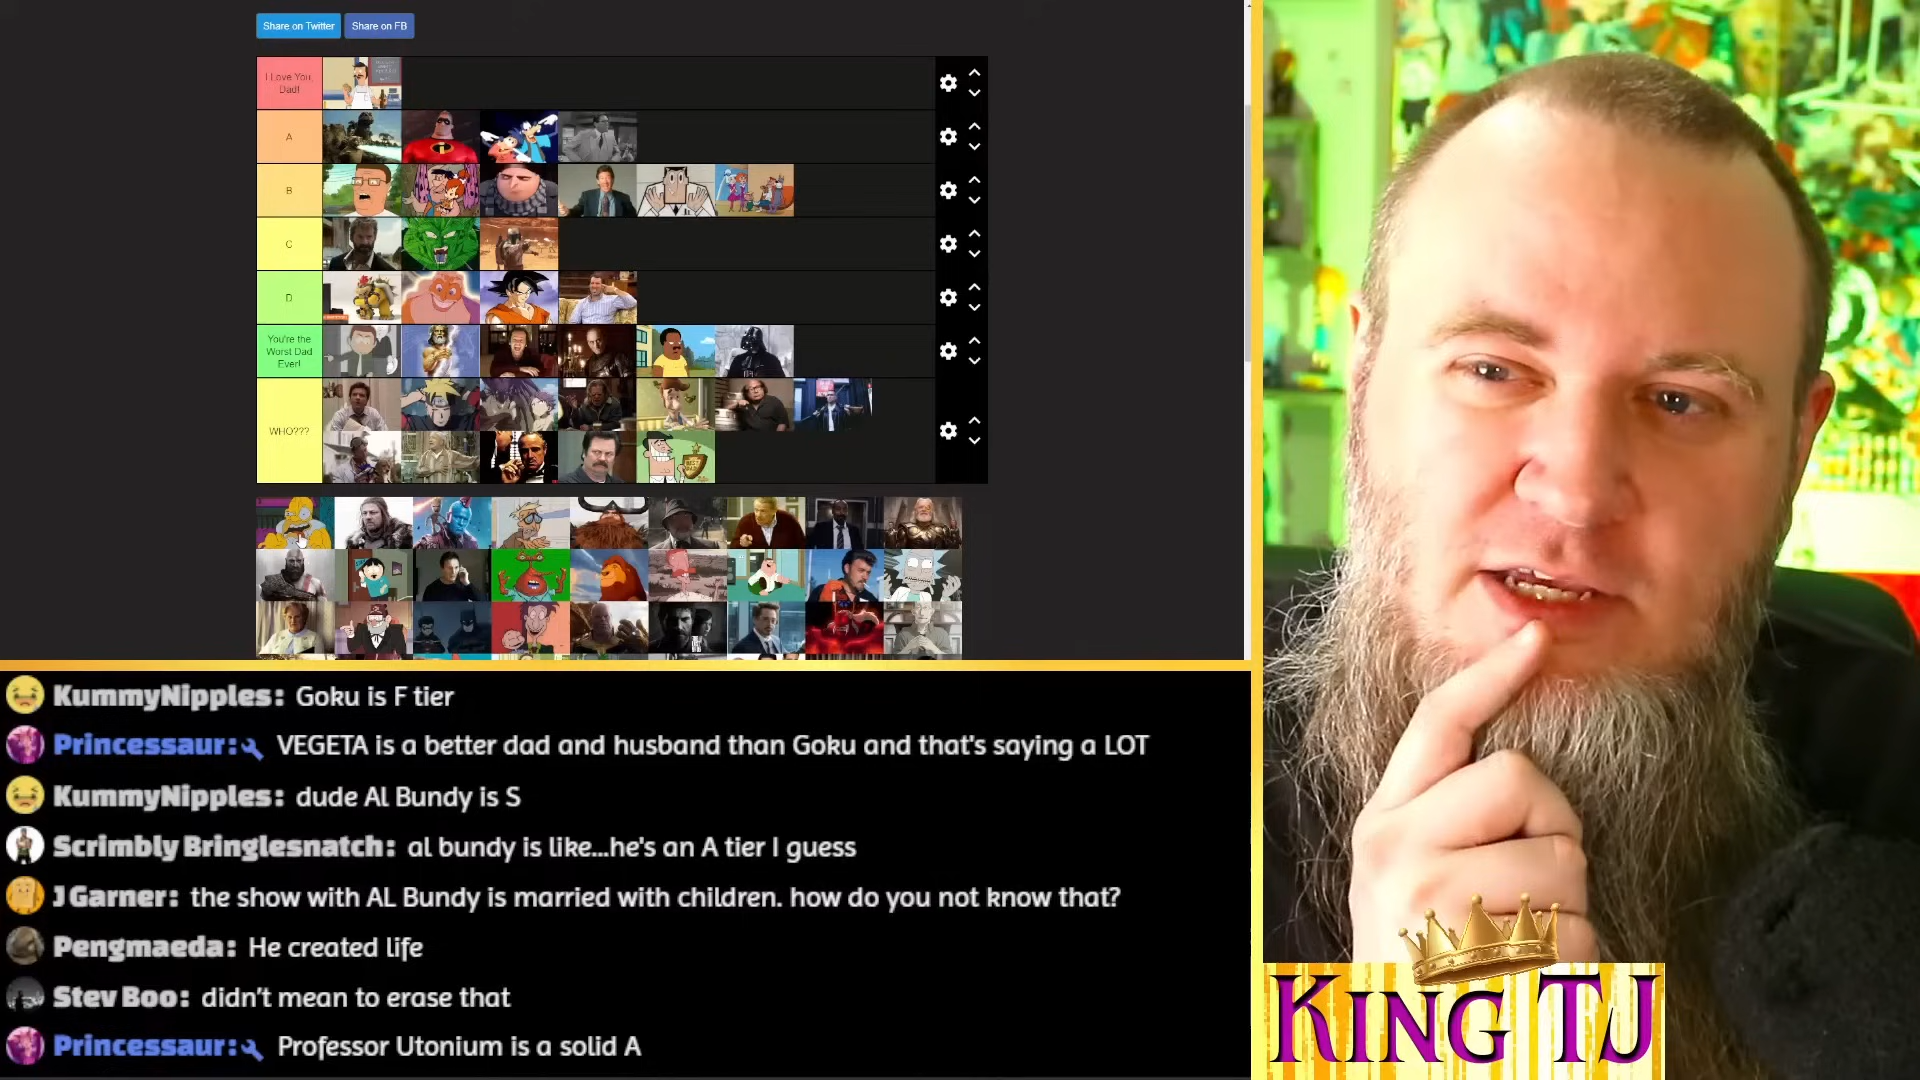 Share on Twitter Share on FB
I Love You,
Dad!
A
B
C
D
You're the
Worst Dad
Ever!
WHO???
KummyNipples: Goku is F tier
Princessaur: VEGETA is a better dad and husband than Goku and that's saying a LOT
KummyNipples: dude Al Bundy is S
Scrimbly Bringlesnatch: al bundy is like...he's an A tier I guess
J Garner: the show with AL Bundy is married with children. how do you not know that?
Pengmaeda: He created life
Stev Boo: didn't mean to erase that
Princessaur: Professor Utonium is a solid A
KING TJ